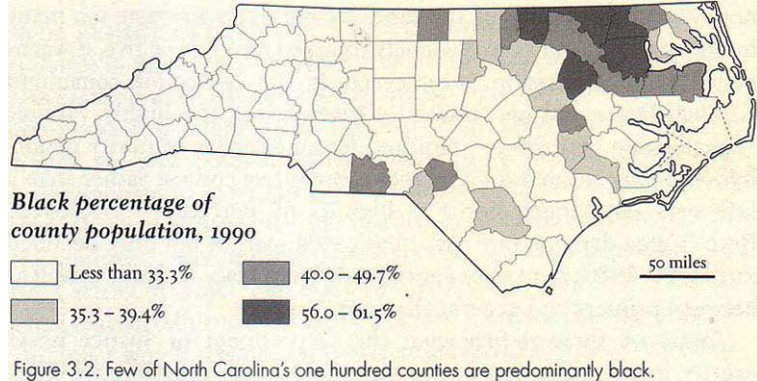 Black percentage of
county population, 1990
Less than 33.3%
40.0 – 49.7%
35.3 – 39.4%
56.0 – 61.5%
50 miles
Figure 3.2. Few of North Carolina's one hundred counties are predominantly black.